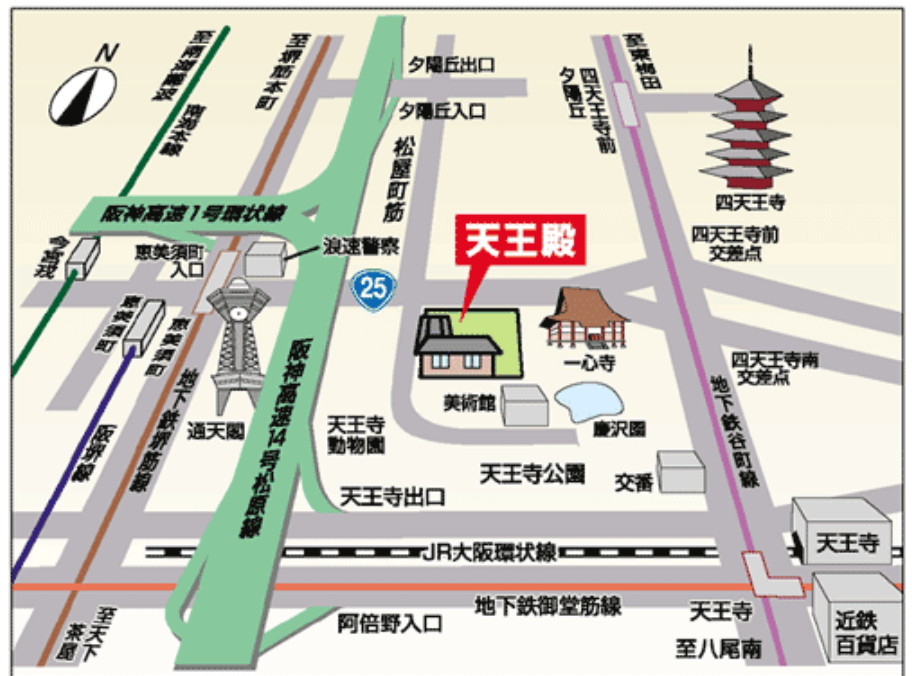 N
至南海難波
南海本線
至堺筋本町
夕陽丘出口
夕陽丘入口
松屋町筋
至東梅田
四天王寺前
夕陽丘
四天王寺
四天王寺前
交差点
阪神高速1号環状線
今宮戎
恵美須町
入口
浪速警察
25
天王殿
恵美須町
恵美須町
一心寺
四天王寺南
交差点
阪神高速14号松原線
地下鉄谷町線
美術館
慶沢園
通天閣
地下鉄堺筋線
阪堺線
天王寺
動物園
天王寺公園
交番
天王寺出口
JR大阪環状線
天王寺
地下鉄御堂筋線
天王寺
近鉄
百貨店
阿倍野入口
至天下
茶屋
至八尾南